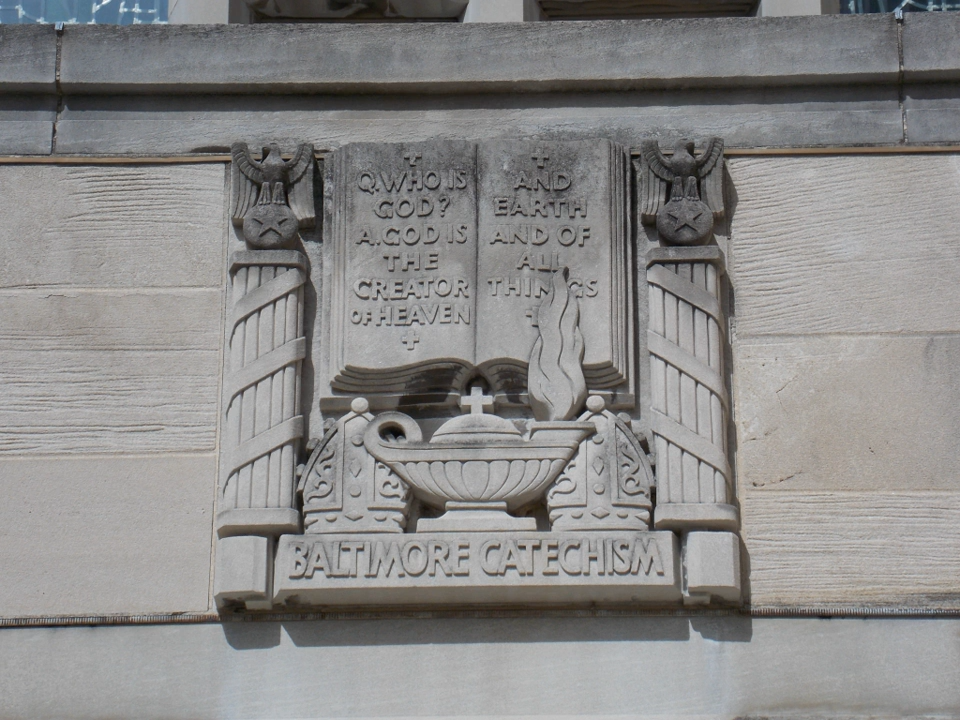 Q.WHO IS
GOD?
A.GOD IS
THE
CREATOR
OF HEAVEN
AND
EARTH
AND OF
ALL
THINGS
BALTIMORE CATECHISM